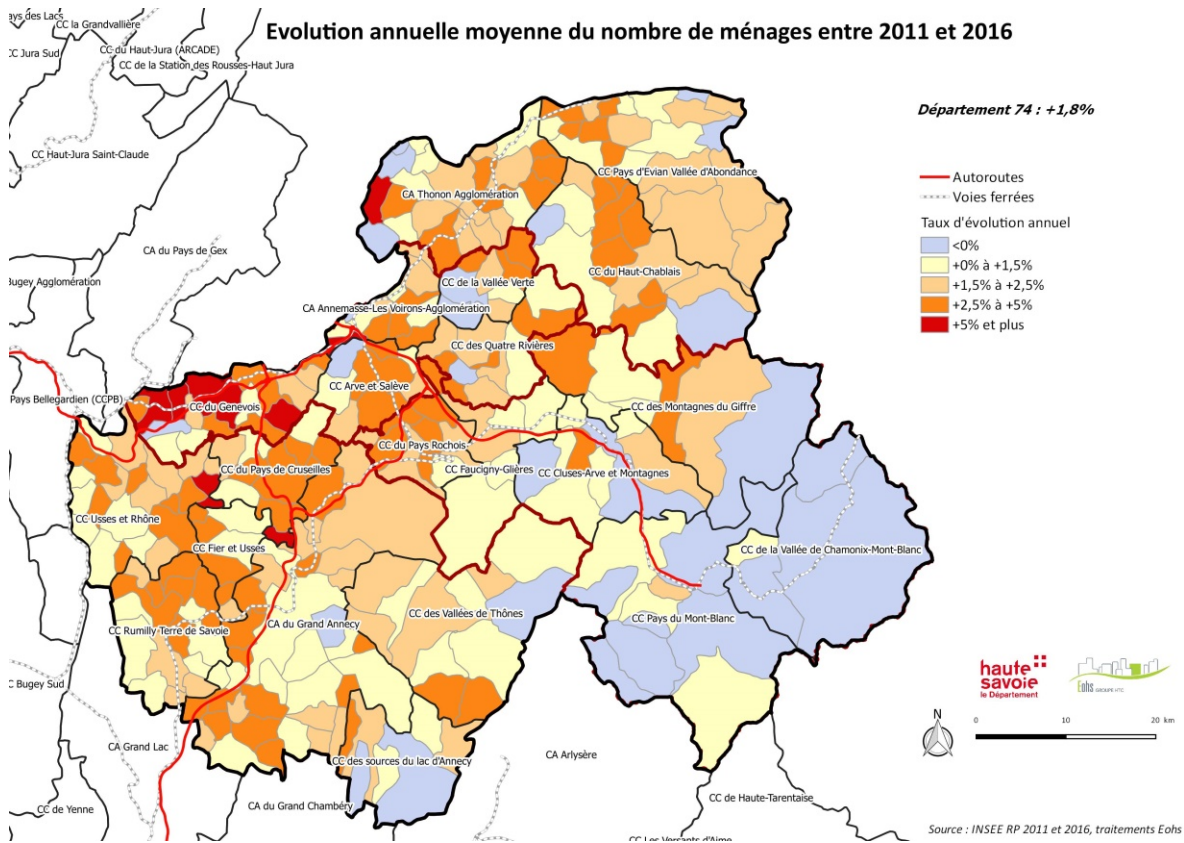 Evolution annuelle moyenne du nombre de ménages entre 2011 et 2016
ays des Lacs
CC la Grandvallière
CC Jura Sud
CC du Haut-Jura (ARCADE)
CC de la Station des Rousses-Haut Jura
CC Haut-Jura Saint-Claude
CA du Pays de Gex
Bugey Agglomération
Pays Bellegardien (CCPB)
CA Thonon Agglomération
CC Pays d'Evian Vallée d'Abondance
CC du Haut-Chablais
CC de la Vallée Verte
CA Annemasse-Les Voirons-Agglomération
CC des Quatre Rivières
CC Arve et Salève
CC du Genevois
CC des Montagnes du Giffre
CC du Pays Rochois
CC du Pays de Cruseilles
CC Faucigny-Glières
CC Cluses-Arve et Montagnes
CC Usses et Rhône
CC Fier et Usses
CC de la Vallée de Chamonix-Mont-Blanc
CC des Vallées de Thônes
CC Pays du Mont-Blanc
CA du Grand Annecy
CC Rumilly Terre de Savoie
C Bugey Sud
CA Grand Lac
CC des sources du lac d'Annecy
CA Arlysère
CC de Yenne
CA du Grand Chambéry
CC de Haute-Tarentaise
CC Les Versants d'Aime
Département 74 : +1,8%
Autoroutes
Voies ferrées
Taux d'évolution annuel
<0%
+0% à +1,5%
+1,5% à +2,5%
+2,5% à +5%
+5% et plus
haute
savoie
le Département
Eohs GROUPE HTC
N
0 10 20 km
Source : INSEE RP 2011 et 2016, traitements Eohs